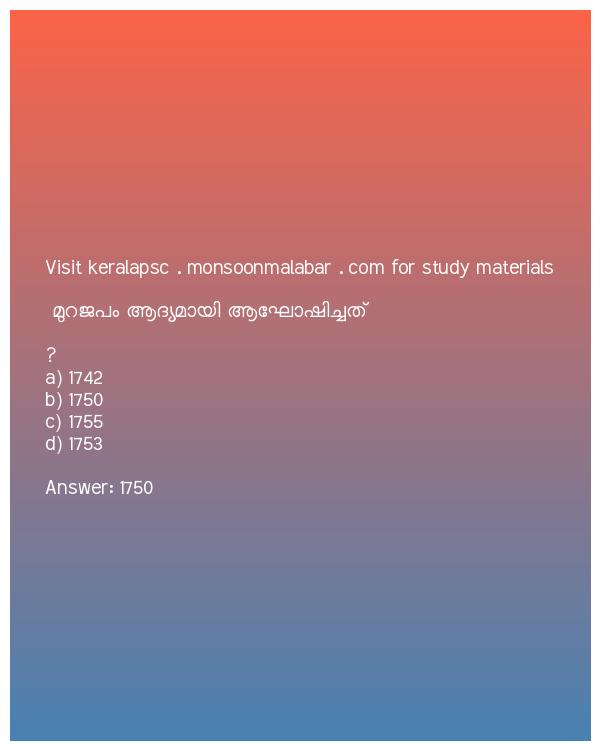 Visit keralapsc . monsoonmalabar . com for study materials
മുറജപം ആദ്യമായി ആഘോഷിച്ചത്
?
a) 1742
b) 1750
c) 1755
d) 1753
Answer: 1750